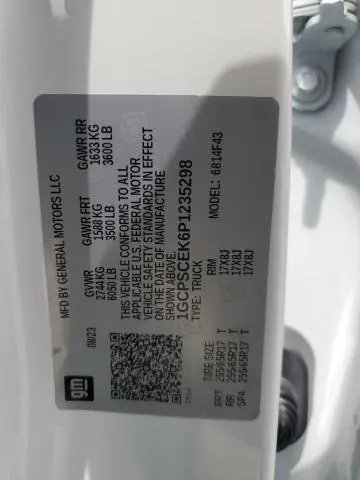 MFD BY GENERAL MOTORS LLC
08/23
GVWR
2744 KG
6050 LB
GAWR FRT
1588 KG
3500 LB
GAWR RR
1633 KG
3600 LB
THIS VEHICLE CONFORMS TO ALL
APPLICABLE U.S. FEDERAL MOTOR
VEHICLE SAFETY STANDARDS IN EFFECT
ON THE DATE OF MANUFACTURE
SHOWN ABOVE.
1GCPSCEK6P1235298
TYPE: TRUCK
MODEL: 6814F43
TIRE SIZE RIM
FRT 255/65R17 T 17X8J
RR 255/65R17 T 17X8J
SPA 255/65R17 T 17X8J
gm